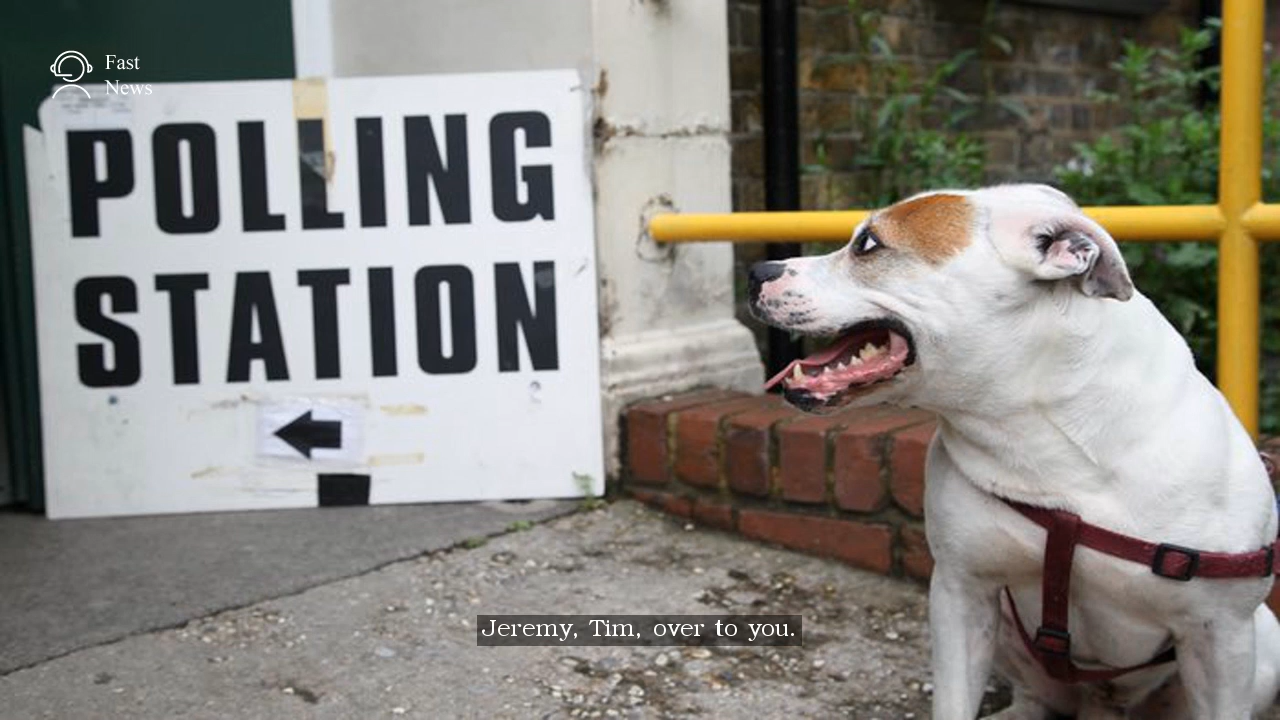 Fast
News
POLLING
STATION
Jeremy, Tim, over to you.